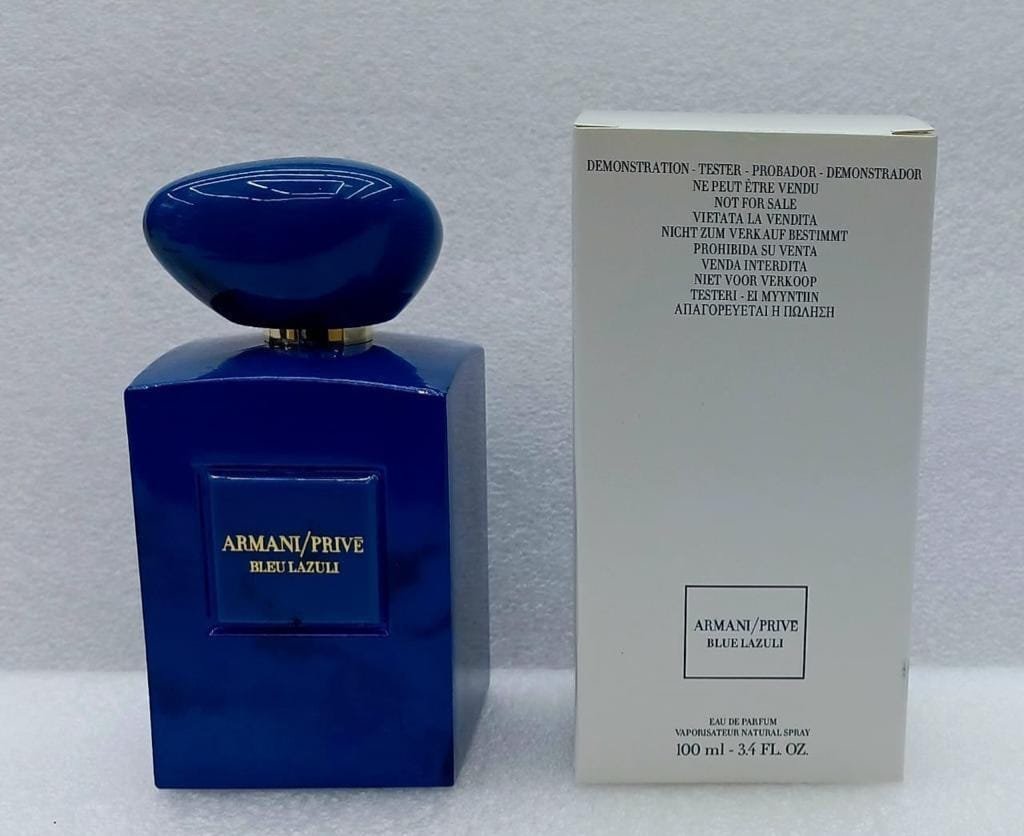 ARMANI/PRIVĒ
BLEU LAZULI
DEMONSTRATION - TESTER - PROBADOR - DEMONSTRADOR
NE PEUT ÊTRE VENDU
NOT FOR SALE
VIETATA LA VENDITA
NICHT ZUM VERKAUF BESTIMMT
PROHIBIDA SU VENTA
VENDA INTERDITA
NIET VOOR VERKOOP
TESTERI - EI MYYNTIIN
ΑΠΑΓΟΡΕΥΕΤΑΙ Η ΠΩΛΗΣΗ
ARMANI/PRIVĒ
BLUE LAZULI
EAU DE PARFUM
VAPORISATEUR NATURAL SPRAY
100 ml - 3.4 FL. OZ.